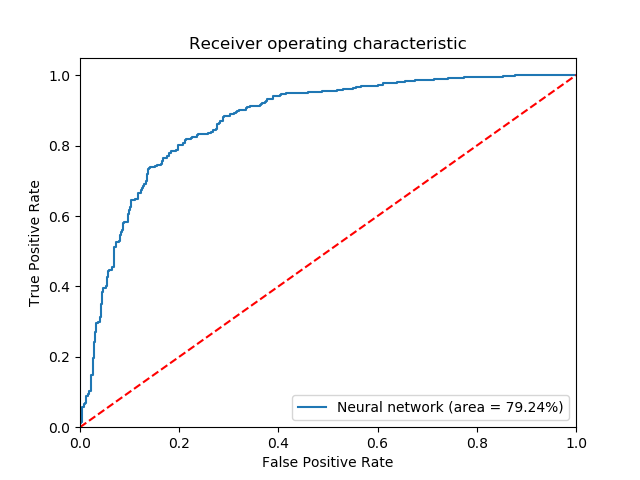 Receiver operating characteristic
True Positive Rate
1.0
0.8
0.6
0.4
0.2
0.0
Neural network (area = 79.24%)
0.0 0.2 0.4 0.6 0.8 1.0
False Positive Rate